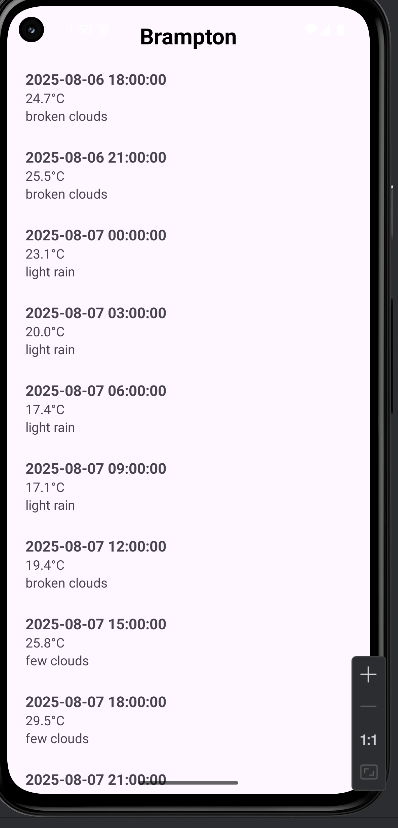 Brampton
2025-08-06 18:00:00
24.7°C
broken clouds
2025-08-06 21:00:00
25.5°C
broken clouds
2025-08-07 00:00:00
23.1°C
light rain
2025-08-07 03:00:00
20.0°C
light rain
2025-08-07 06:00:00
17.4°C
light rain
2025-08-07 09:00:00
17.1°C
light rain
2025-08-07 12:00:00
19.4°C
broken clouds
2025-08-07 15:00:00
25.8°C
few clouds
2025-08-07 18:00:00
29.5°C
few clouds
2025-08-07 21:00:00
1:1